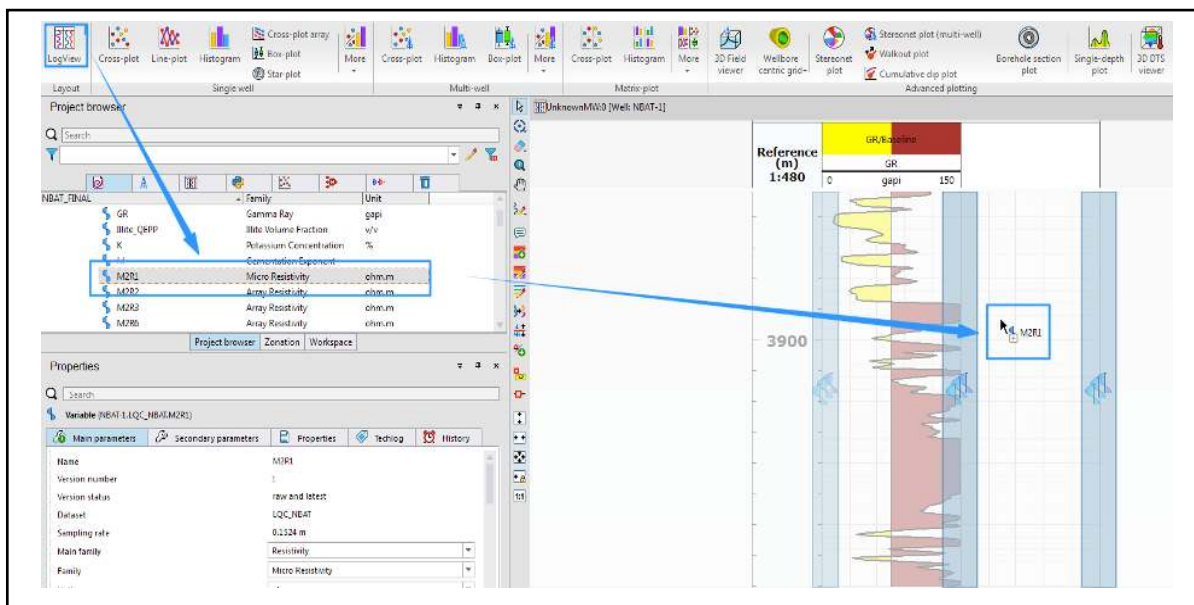 LogView
Cross-plot
Line-plot
Histogram
Cross-plot array
Box-plot
Star-plot
More
Cross-plot
Histogram
Box-plot
More
Cross-plot
Histogram
More
3D Field viewer
Wellbore centric grid-
Stereonet plot
Stereonet plot (multi-well)
Walkout plot
Cumulative dip plot
Borehole section plot
Single-depth plot
3D DTS viewer
Layout
Single well
Multi-well
Matrix-plot
Advanced plotting
Project browser
UnknownMW:0 [Well: NBAT-1]
Search
NBAT_FINAL Family Unit
GR Gamma Ray gapi
Illite_QEPP Illite Volume Fraction v/v
K Potassium Concentration %
M Cementation Exponent
M2R1 Micro Resistivity ohm.m
M2R2 Array Resistivity ohm.m
M2R3 Array Resistivity ohm.m
M2R6 Array Resistivity ohm.m
Project browser Zonation Workspace
Properties
Search
Variable (NBAT-1.LQC_NBAT.M2R1)
Main parameters Secondary parameters Properties Techlog History
Name M2R1
Version number 1
Version status raw and latest
Dataset LQC_NBAT
Sampling rate 0.1524 m
Main family Resistivity
Family Micro Resistivity
1:1
Reference
(m)
1:480
GR/Baseline
GR
0 gapi 150
3900
M2R1